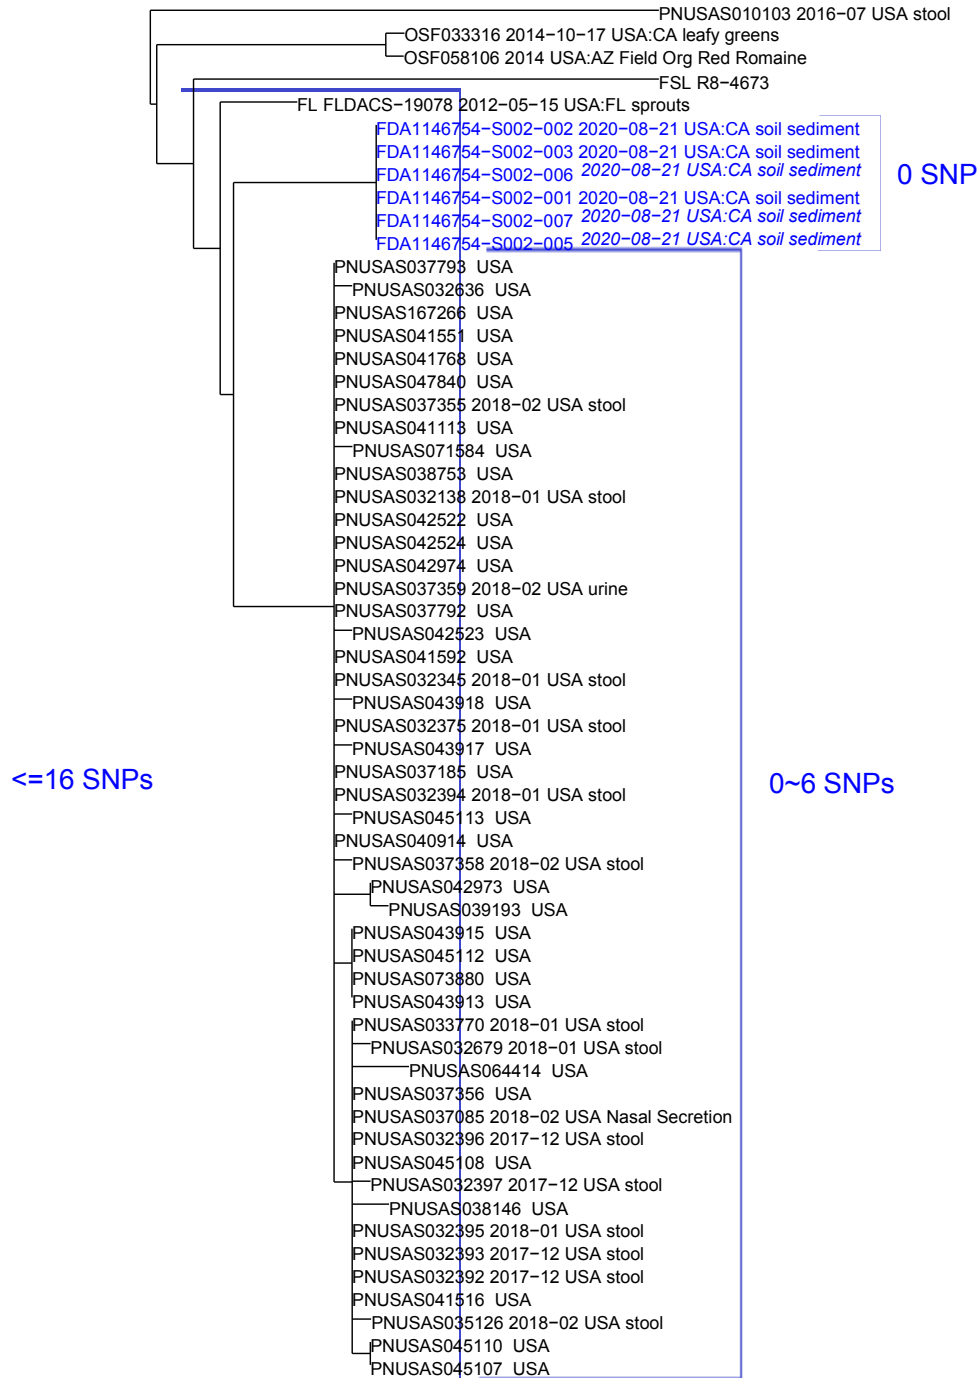 PNUSAS010103 2016−07 USA stool
OSF033316 2014−10−17 USA:CA leafy greens
OSF058106 2014 USA:AZ Field Org Red Romaine
FSL R8−4673
FL FLDACS−19078 2012−05−15 USA:FL sprouts
FDA1146754−S002−002 2020−08−21 USA:CA soil sediment
FDA1146754−S002−003 2020−08−21 USA:CA soil sediment
FDA1146754−S002−006 2020−08−21 USA:CA soil sediment
0 SNP
FDA1146754−S002−001 2020−08−21 USA:CA soil sediment
FDA1146754−S002−007 2020−08−21 USA:CA soil sediment
FDA1146754−S002−005 2020−08−21 USA:CA soil sediment
PNUSAS037793 USA
PNUSAS032636 USA
PNUSAS167266 USA
PNUSAS041551 USA
PNUSAS041768 USA
PNUSAS047840 USA
PNUSAS037355 2018−02 USA stool
PNUSAS041113 USA
PNUSAS071584 USA
PNUSAS038753 USA
PNUSAS032138 2018−01 USA stool
PNUSAS042522 USA
PNUSAS042524 USA
PNUSAS042974 USA
PNUSAS037359 2018−02 USA urine
PNUSAS037792 USA
PNUSAS042523 USA
PNUSAS041592 USA
PNUSAS032345 2018−01 USA stool
PNUSAS043918 USA
PNUSAS032375 2018−01 USA stool
PNUSAS043917 USA
PNUSAS037185 USA
<=16 SNPs
0~6 SNPs
PNUSAS032394 2018−01 USA stool
PNUSAS045113 USA
PNUSAS040914 USA
PNUSAS037358 2018−02 USA stool
PNUSAS042973 USA
PNUSAS039193 USA
PNUSAS043915 USA
PNUSAS045112 USA
PNUSAS073880 USA
PNUSAS043913 USA
PNUSAS033770 2018−01 USA stool
PNUSAS032679 2018−01 USA stool
PNUSAS064414 USA
PNUSAS037356 USA
PNUSAS037085 2018−02 USA Nasal Secretion
PNUSAS032396 2017−12 USA stool
PNUSAS045108 USA
PNUSAS032397 2017−12 USA stool
PNUSAS038146 USA
PNUSAS032395 2018−01 USA stool
PNUSAS032393 2017−12 USA stool
PNUSAS032392 2017−12 USA stool
PNUSAS041516 USA
PNUSAS035126 2018−02 USA stool
PNUSAS045110 USA
PNUSAS045107 USA